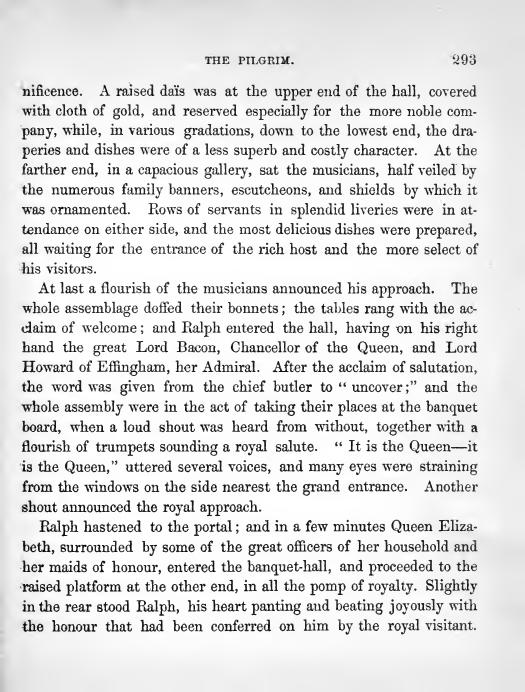 THE PILGRIM. 293
nificence. A raised daïs was at the upper end of the hall, covered
with cloth of gold, and reserved especially for the more noble com-
pany, while, in various gradations, down to the lowest end, the dra-
peries and dishes were of a less superb and costly character. At the
farther end, in a capacious gallery, sat the musicians, half veiled by
the numerous family banners, escutcheons, and shields by which it
was ornamented. Rows of servants in splendid liveries were in at-
tendance on either side, and the most delicious dishes were prepared,
all waiting for the entrance of the rich host and the more select of
his visitors.
At last a flourish of the musicians announced his approach. The
whole assemblage doffed their bonnets; the tables rang with the ac-
claim of welcome; and Ralph entered the hall, having on his right
hand the great Lord Bacon, Chancellor of the Queen, and Lord
Howard of Effingham, her Admiral. After the acclaim of salutation,
the word was given from the chief butler to “ uncover;” and the
whole assembly were in the act of taking their places at the banquet
board, when a loud shout was heard from without, together with a
flourish of trumpets sounding a royal salute. “ It is the Queen—it
is the Queen,” uttered several voices, and many eyes were straining
from the windows on the side nearest the grand entrance. Another
shout announced the royal approach.
Ralph hastened to the portal; and in a few minutes Queen Eliza-
beth, surrounded by some of the great officers of her household and
her maids of honour, entered the banquet-hall, and proceeded to the
raised platform at the other end, in all the pomp of royalty. Slightly
in the rear stood Ralph, his heart panting and beating joyously with
the honour that had been conferred on him by the royal visitant.